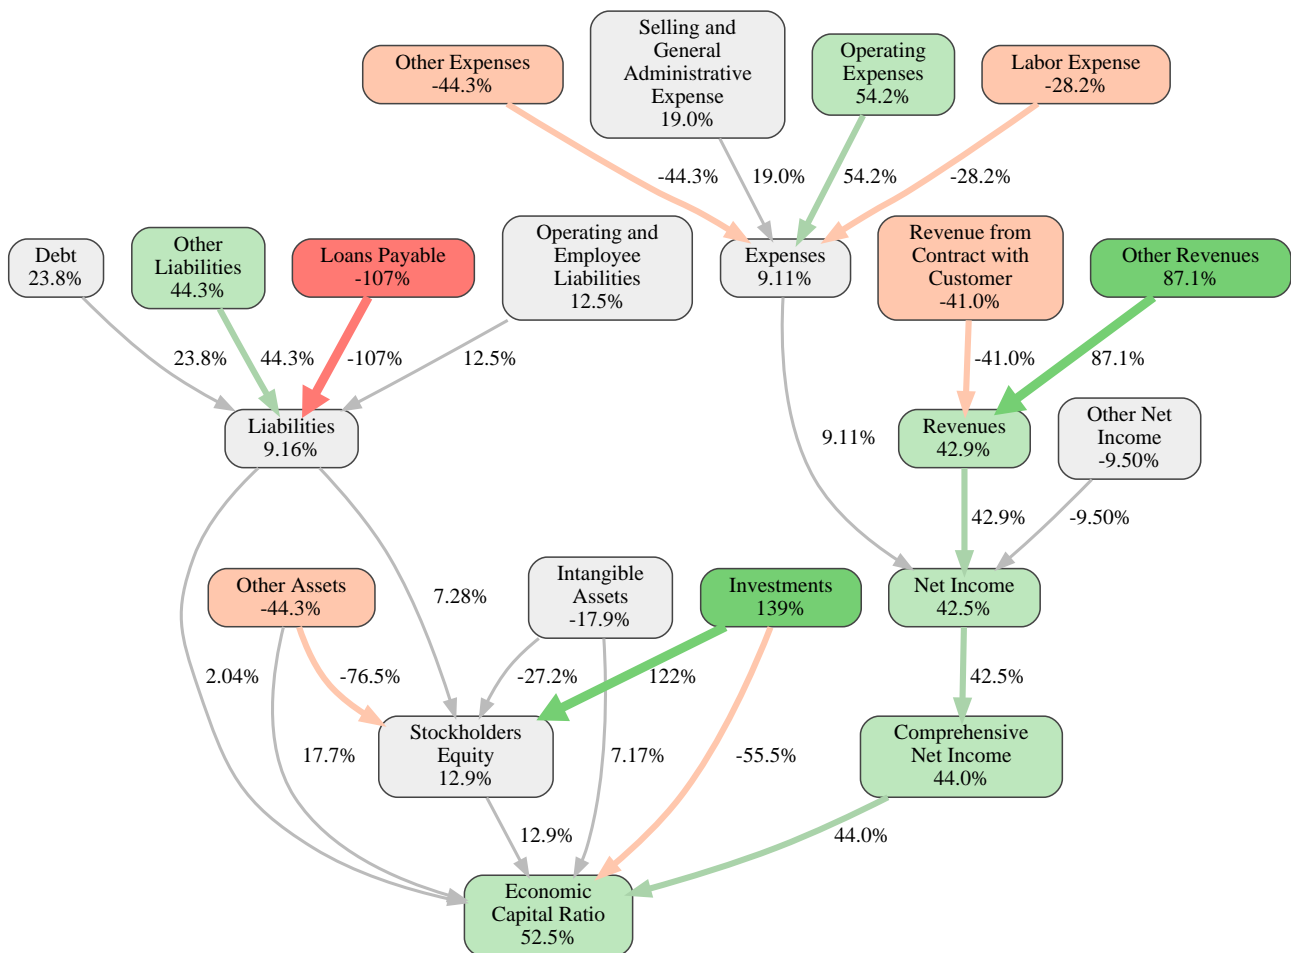 Other Expenses
-44.3%
Selling and
General
Administrative
Expense
19.0%
Operating
Expenses
54.2%
Labor Expense
-28.2%
-44.3%
19.0%
54.2%
-28.2%
Debt
23.8%
Other
Liabilities
44.3%
Loans Payable
-107%
Operating and
Employee
Liabilities
12.5%
Expenses
9.11%
Revenue from
Contract with
Customer
-41.0%
Other Revenues
87.1%
23.8%
44.3%
-107%
12.5%
-41.0%
87.1%
Liabilities
9.16%
9.11%
Revenues
42.9%
Other Net
Income
-9.50%
42.9%
-9.50%
Other Assets
-44.3%
7.28%
Intangible
Assets
-17.9%
Investments
139%
Net Income
42.5%
2.04%
-76.5%
-27.2%
122%
42.5%
17.7%
Stockholders
Equity
12.9%
7.17%
-55.5%
Comprehensive
Net Income
44.0%
12.9%
44.0%
Economic
Capital Ratio
52.5%